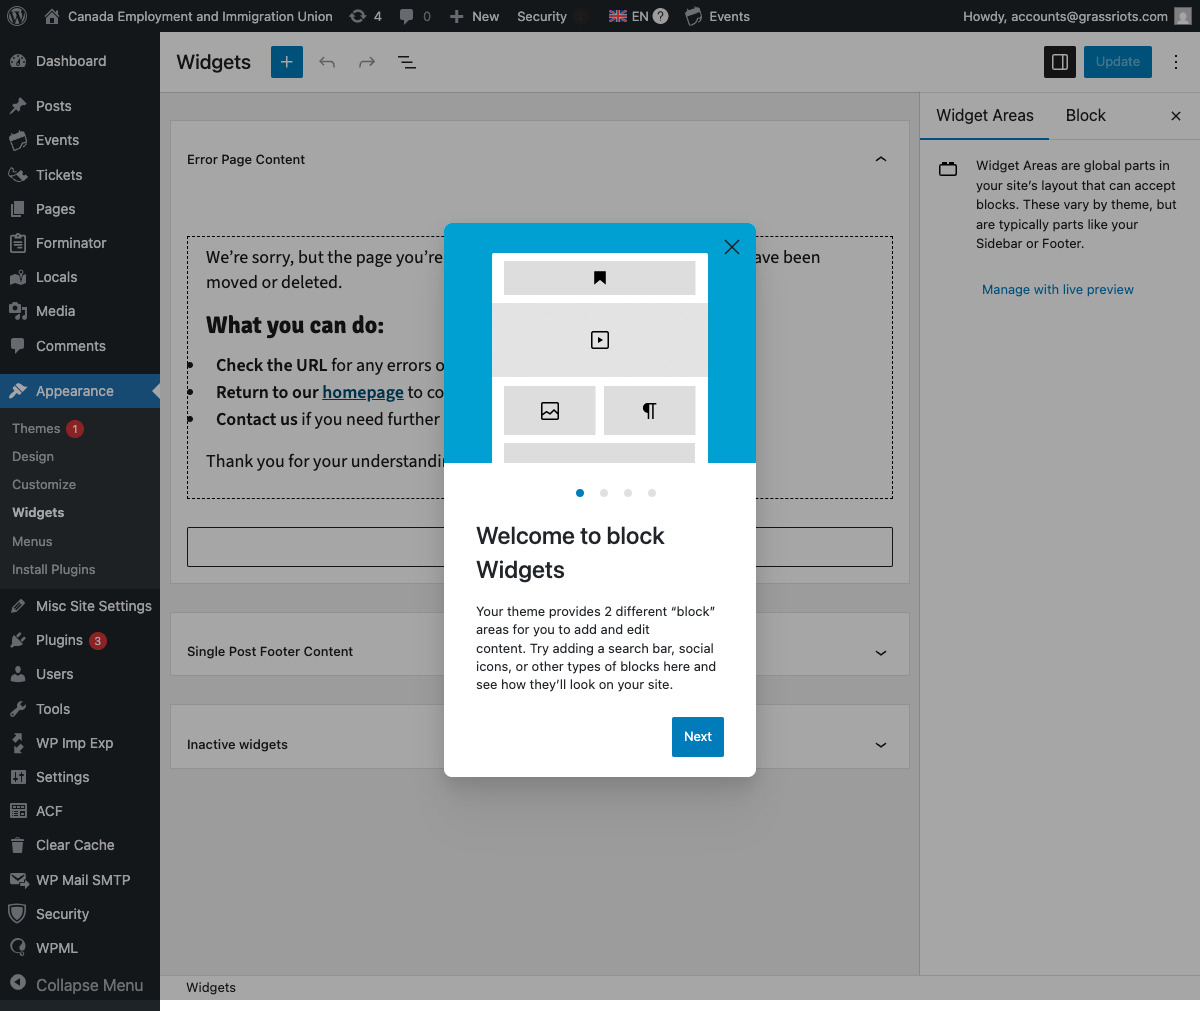 Canada Employment and Immigration Union 4 0 New Security EN ? Events Howdy, accounts@grassriots.com
Dashboard
Posts
Events
Tickets
Pages
Forminator
Locals
Media
Comments
Appearance
Themes 1
Design
Customize
Widgets
Menus
Install Plugins
Misc Site Settings
Plugins 3
Users
Tools
WP Imp Exp
Settings
ACF
Clear Cache
WP Mail SMTP
Security
WPML
Collapse Menu
Widgets
Update
Error Page Content
We’re sorry, but the page you’re
ave been
moved or deleted.
What you can do:
Check the URL for any errors
Return to our homepage to
Contact us if you need further
Thank you for your
Single Post Footer Content
Inactive widgets
Welcome to block
Widgets
Your theme provides 2 different “block”
areas for you to add and edit
content. Try adding a search bar, social
icons, or other types of blocks here and
see how they’ll look on your site.
Next
Widget Areas Block
Widget Areas are global parts in
your site’s layout that can accept
blocks. These vary by theme, but
are typically parts like your
Sidebar or Footer.
Manage with live preview
Widgets